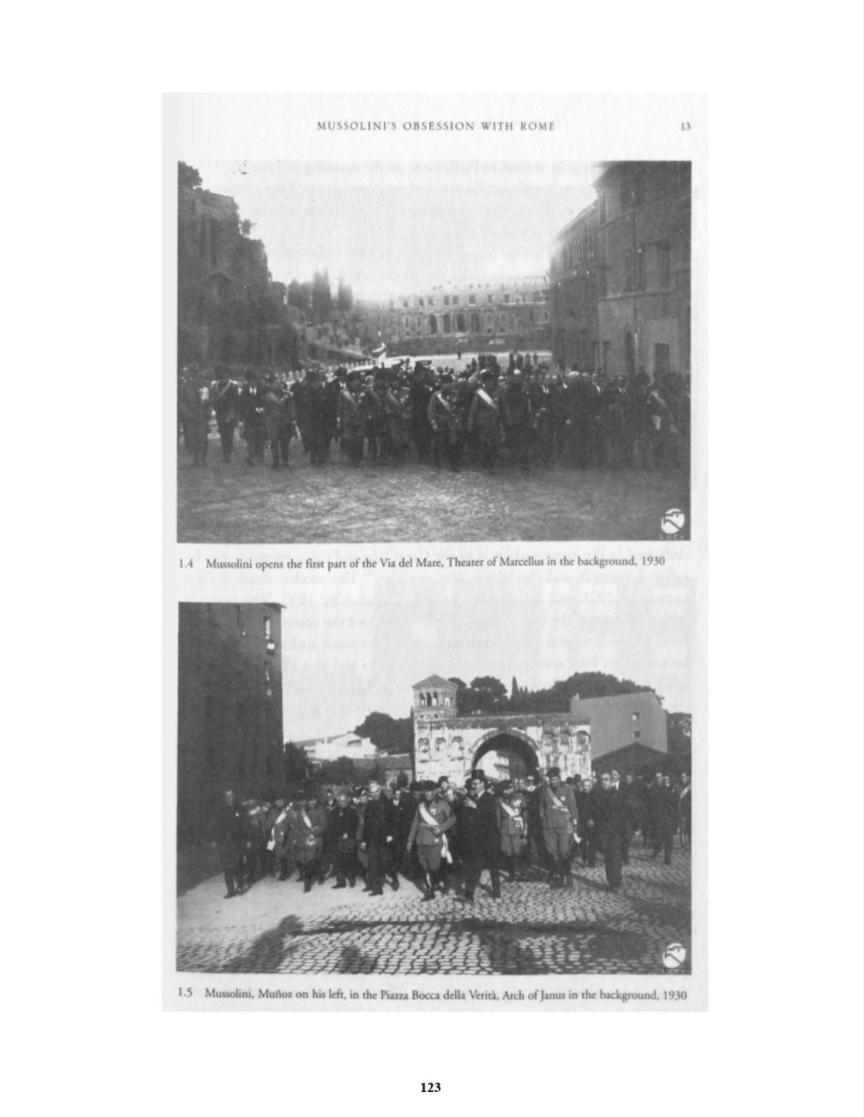 MUSSOLINI'S OBSESSION WITH ROME 13
LUCE
1.4 Mussolini opens the first part of the Via del Mare, Theater of Marcellus in the background, 1930
1.5 Mussolini, Muñoz on his left, in the Piazza Bocca della Verità, Arch of Janus in the background, 1930
123